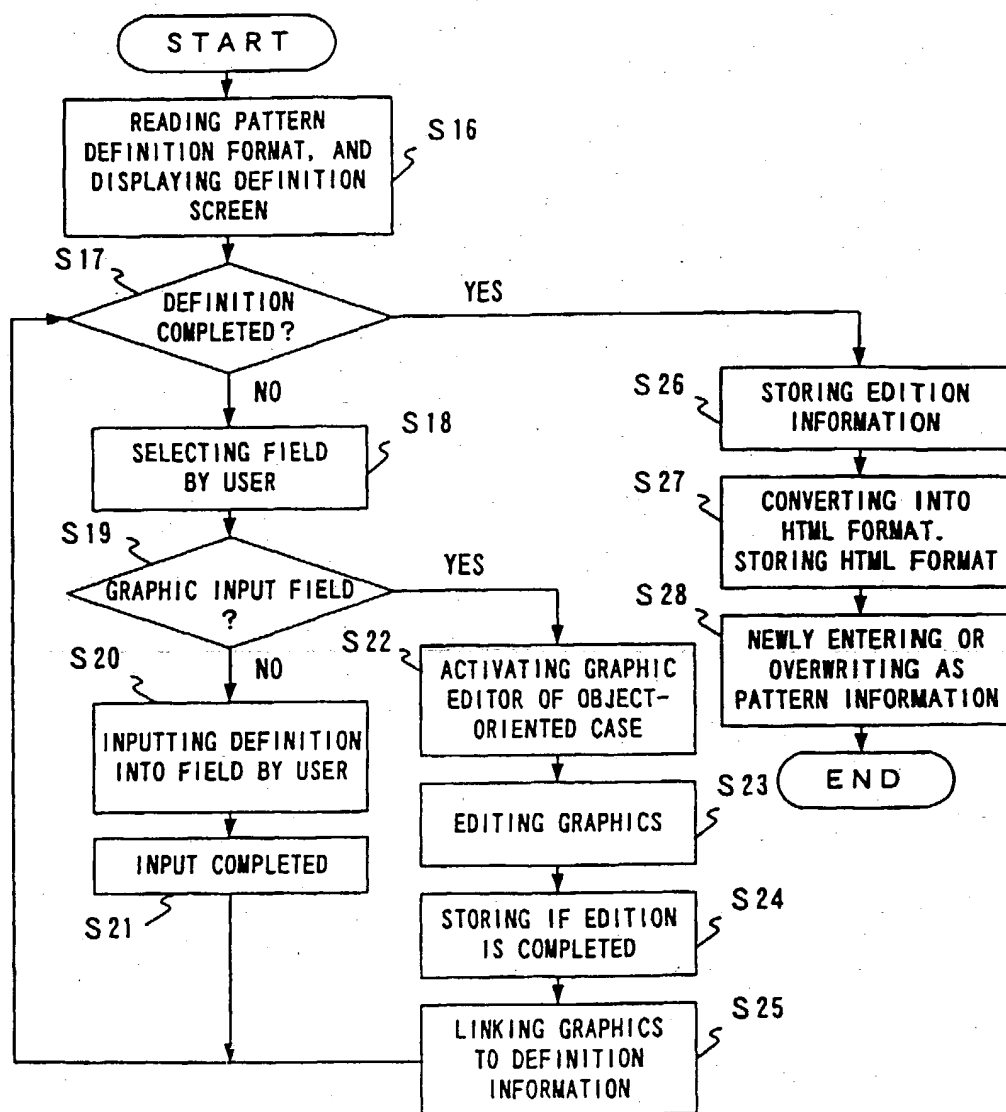 START
READING PATTERN
DEFINITION FORMAT, AND
DISPLAYING DEFINITION
SCREEN
S16
S17
DEFINITION
COMPLETED?
YES
NO
S18
SELECTING FIELD
BY USER
S19
GRAPHIC INPUT FIELD
?
YES
NO
S20
INPUTTING DEFINITION
INTO FIELD BY USER
INPUT COMPLETED
S21
S22
ACTIVATING GRAPHIC
EDITOR OF OBJECT-
ORIENTED CASE
S23
EDITING GRAPHICS
S24
STORING IF EDITION
IS COMPLETED
S25
LINKING GRAPHICS
TO DEFINITION
INFORMATION
S26
STORING EDITION
INFORMATION
S27
CONVERTING INTO
HTML FORMAT.
STORING HTML FORMAT
S28
NEWLY ENTERING OR
OVERWRITING AS
PATTERN INFORMATION
END